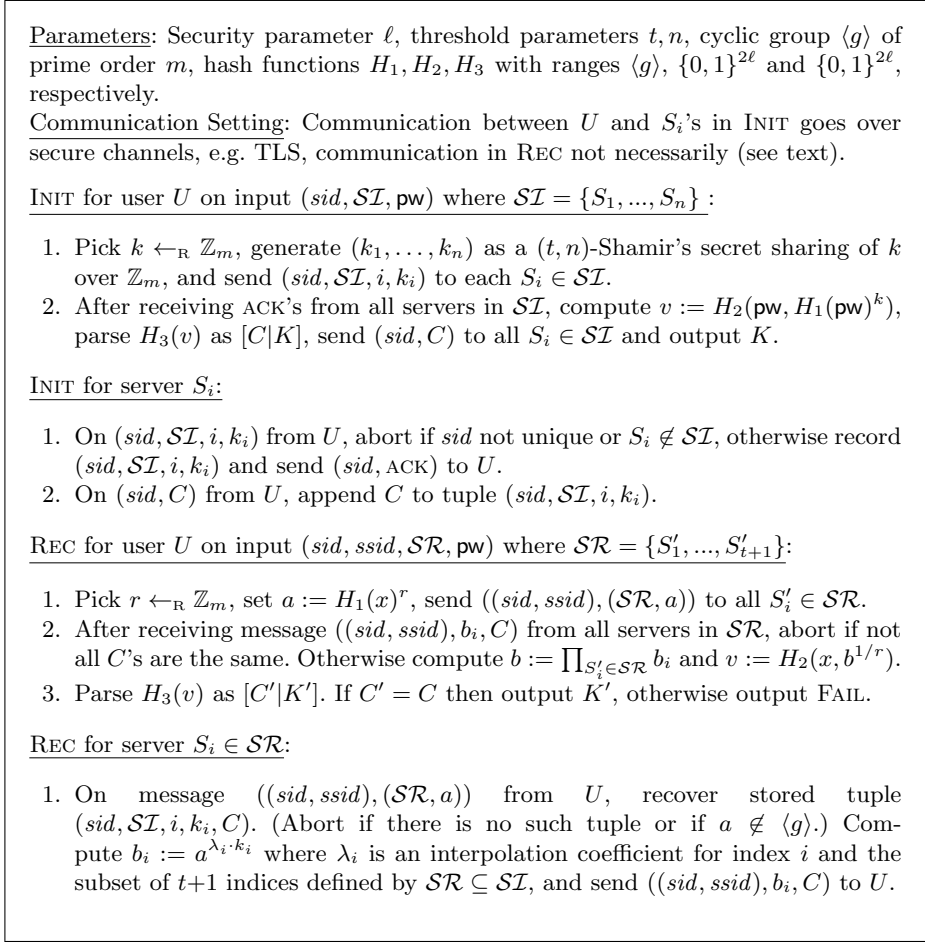 Parameters: Security parameter ℓ, threshold parameters t, n, cyclic group ⟨g⟩ of
prime order m, hash functions H₁, H₂, H₃ with ranges ⟨g⟩, {0, 1}²ˡ and {0, 1}²ˡ,
respectively.
Communication Setting: Communication between U and Sᵢ's in INIT goes over
secure channels, e.g. TLS, communication in REC not necessarily (see text).
INIT for user U on input (sid, 𝒮ℐ, pw) where 𝒮ℐ = {S₁, ..., Sₙ} :
1. Pick k ←_R ℤ_m, generate (k₁, . . . , kₙ) as a (t, n)-Shamir's secret sharing of k
over ℤ_m, and send (sid, 𝒮ℐ, i, kᵢ) to each Sᵢ ∈ 𝒮ℐ.
2. After receiving ACK's from all servers in 𝒮ℐ, compute v := H₂(pw, H₁(pw)ᵏ),
parse H₃(v) as [C|K], send (sid, C) to all Sᵢ ∈ 𝒮ℐ and output K.
INIT for server Sᵢ:
1. On (sid, 𝒮ℐ, i, kᵢ) from U, abort if sid not unique or Sᵢ ∉ 𝒮ℐ, otherwise record
(sid, 𝒮ℐ, i, kᵢ) and send (sid, ACK) to U.
2. On (sid, C) from U, append C to tuple (sid, 𝒮ℐ, i, kᵢ).
REC for user U on input (sid, ssid, 𝒮ℛ, pw) where 𝒮ℛ = {S′₁, ..., S′ₜ₊₁}:
1. Pick r ←_R ℤ_m, set a := H₁(x)ʳ, send ((sid, ssid), (𝒮ℛ, a)) to all S′ᵢ ∈ 𝒮ℛ.
2. After receiving message ((sid, ssid), bᵢ, C) from all servers in 𝒮ℛ, abort if not
all C's are the same. Otherwise compute b := ∏_{S′ᵢ∈𝒮ℛ} bᵢ and v := H₂(x, b^{1/r}).
3. Parse H₃(v) as [C′|K′]. If C′ = C then output K′, otherwise output FAIL.
REC for server Sᵢ ∈ 𝒮ℛ:
1. On message ((sid, ssid), (𝒮ℛ, a)) from U, recover stored tuple
(sid, 𝒮ℐ, i, kᵢ, C). (Abort if there is no such tuple or if a ∉ ⟨g⟩.) Com-
pute bᵢ := a^{λᵢ·kᵢ} where λᵢ is an interpolation coefficient for index i and the
subset of t+1 indices defined by 𝒮ℛ ⊆ 𝒮ℐ, and send ((sid, ssid), bᵢ, C) to U.